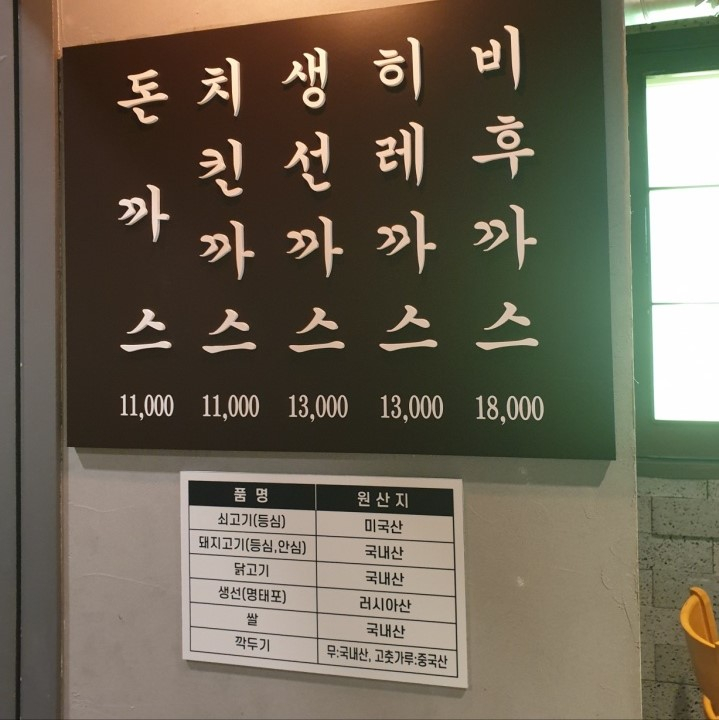 돈까스
치킨까스
생선까스
히레까스
비후까스
11,000 11,000 13,000 13,000 18,000
품 명 원 산 지
쇠고기(등심) 미국산
돼지고기(등심,안심) 국내산
닭고기 국내산
생선(명태포) 러시아산
쌀 국내산
깍두기 무:국내산, 고춧가루:중국산